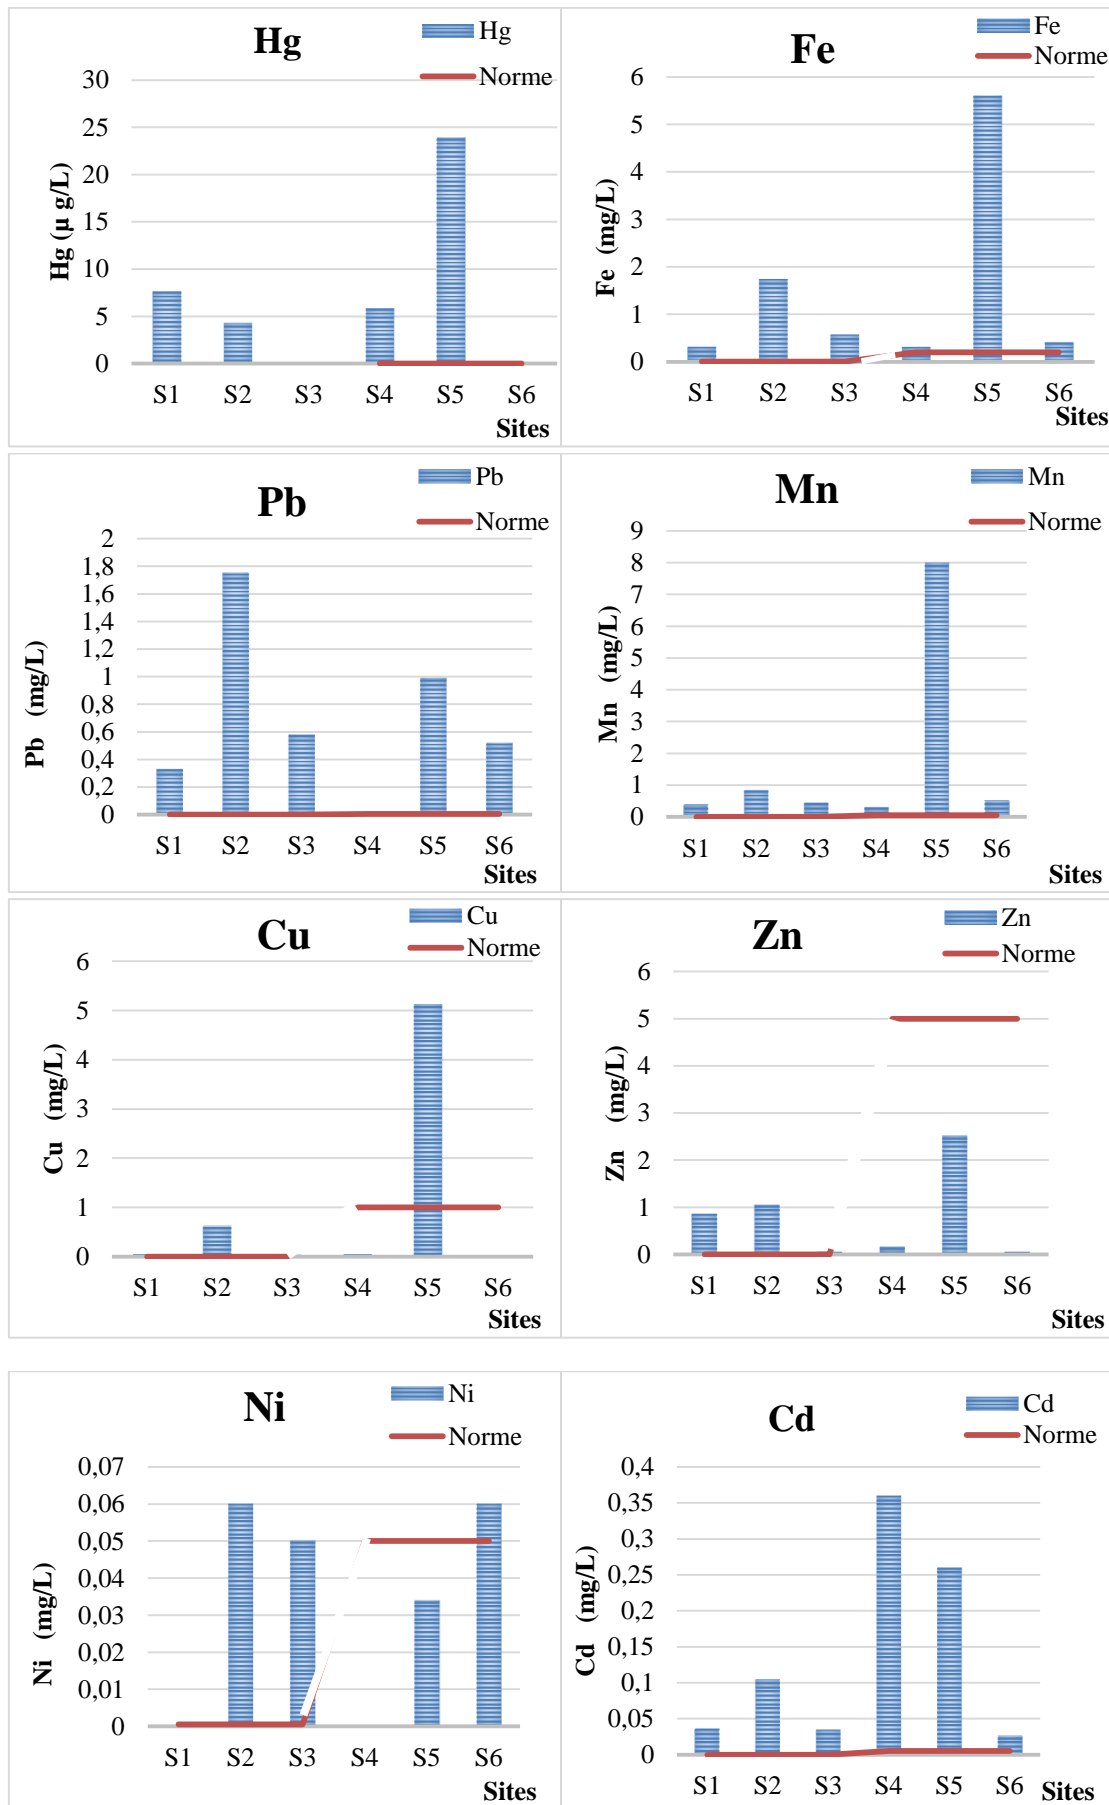 Hg
Hg
Norme
30
25
20
15
10
5
0
Hg (µ g/L)
S1 S2 S3 S4 S5 S6
Sites
Fe
Fe
Norme
6
5
4
3
2
1
0
Fe (mg/L)
S1 S2 S3 S4 S5 S6
Sites
Pb
Pb
Norme
2
1,8
1,6
1,4
1,2
1
0,8
0,6
0,4
0,2
0
Pb (mg/L)
S1 S2 S3 S4 S5 S6
Sites
Mn
Mn
Norme
9
8
7
6
5
4
3
2
1
0
Mn (mg/L)
S1 S2 S3 S4 S5 S6
Sites
Cu
Cu
Norme
6
5
4
3
2
1
0
Cu (mg/L)
S1 S2 S3 S4 S5 S6
Sites
Zn
Zn
Norme
6
5
4
3
2
1
0
Zn (mg/L)
S1 S2 S3 S4 S5 S6
Sites
Ni
Ni
Norme
0,07
0,06
0,05
0,04
0,03
0,02
0,01
0
Ni (mg/L)
S1 S2 S3 S4 S5 S6
Sites
Cd
Cd
Norme
0,4
0,35
0,3
0,25
0,2
0,15
0,1
0,05
0
Cd (mg/L)
S1 S2 S3 S4 S5 S6
Sites